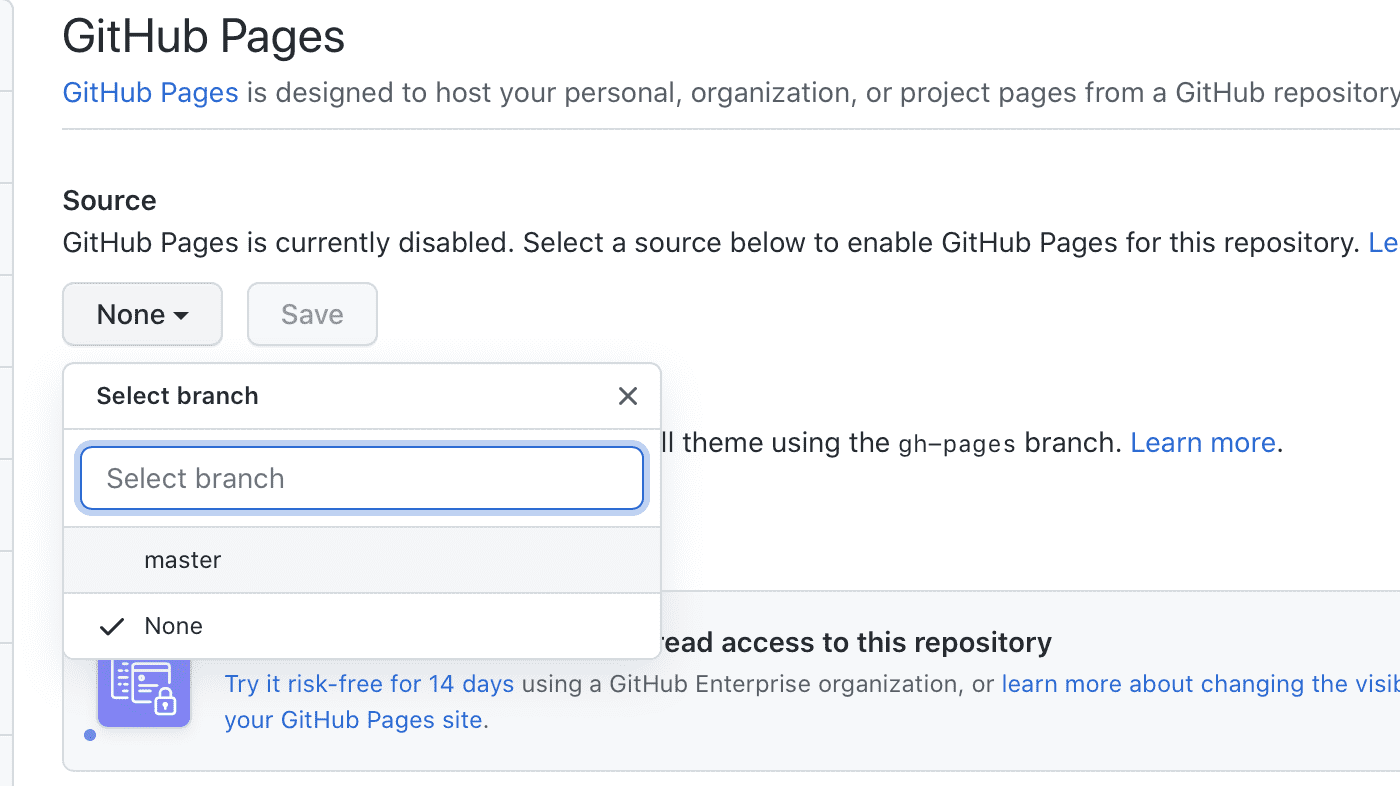 GitHub Pages
GitHub Pages is designed to host your personal, organization, or project pages from a GitHub repository
Source
GitHub Pages is currently disabled. Select a source below to enable GitHub Pages for this repository.
None Save
Select branch
ll theme using the gh-pages branch. Learn more.
Select branch
master
None
read access to this repository
Try it risk-free for 14 days using a GitHub Enterprise organization, or learn more about changing the
your GitHub Pages site.